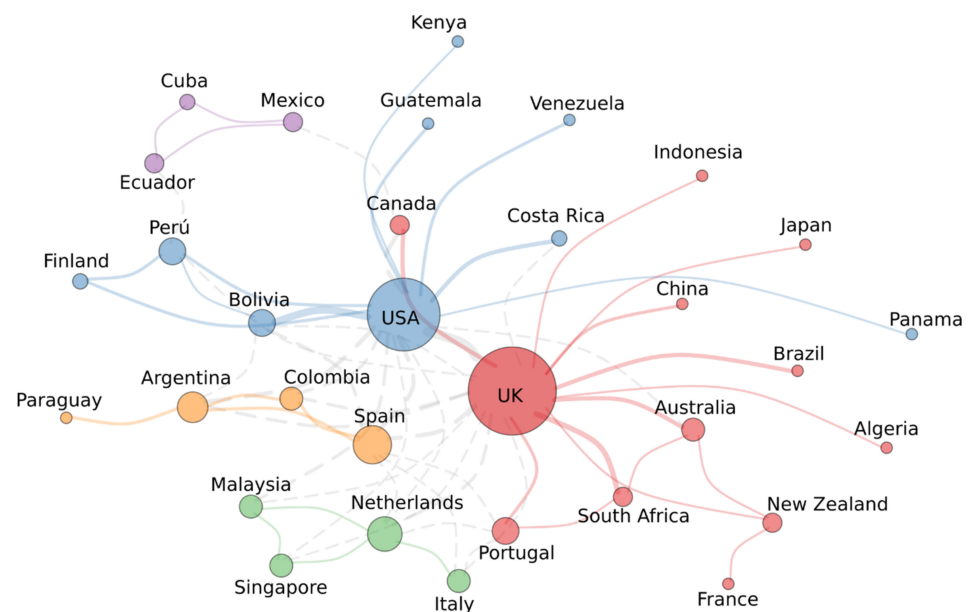 Kenya
Cuba
Mexico
Guatemala
Venezuela
Indonesia
Ecuador
Canada
Costa Rica
Perú
Japan
Finland
China
Bolivia
USA
Panama
Brazil
Argentina
Colombia
UK
Paraguay
Spain
Australia
Algeria
Malaysia
Netherlands
New Zealand
South Africa
Portugal
Singapore
Italy
France